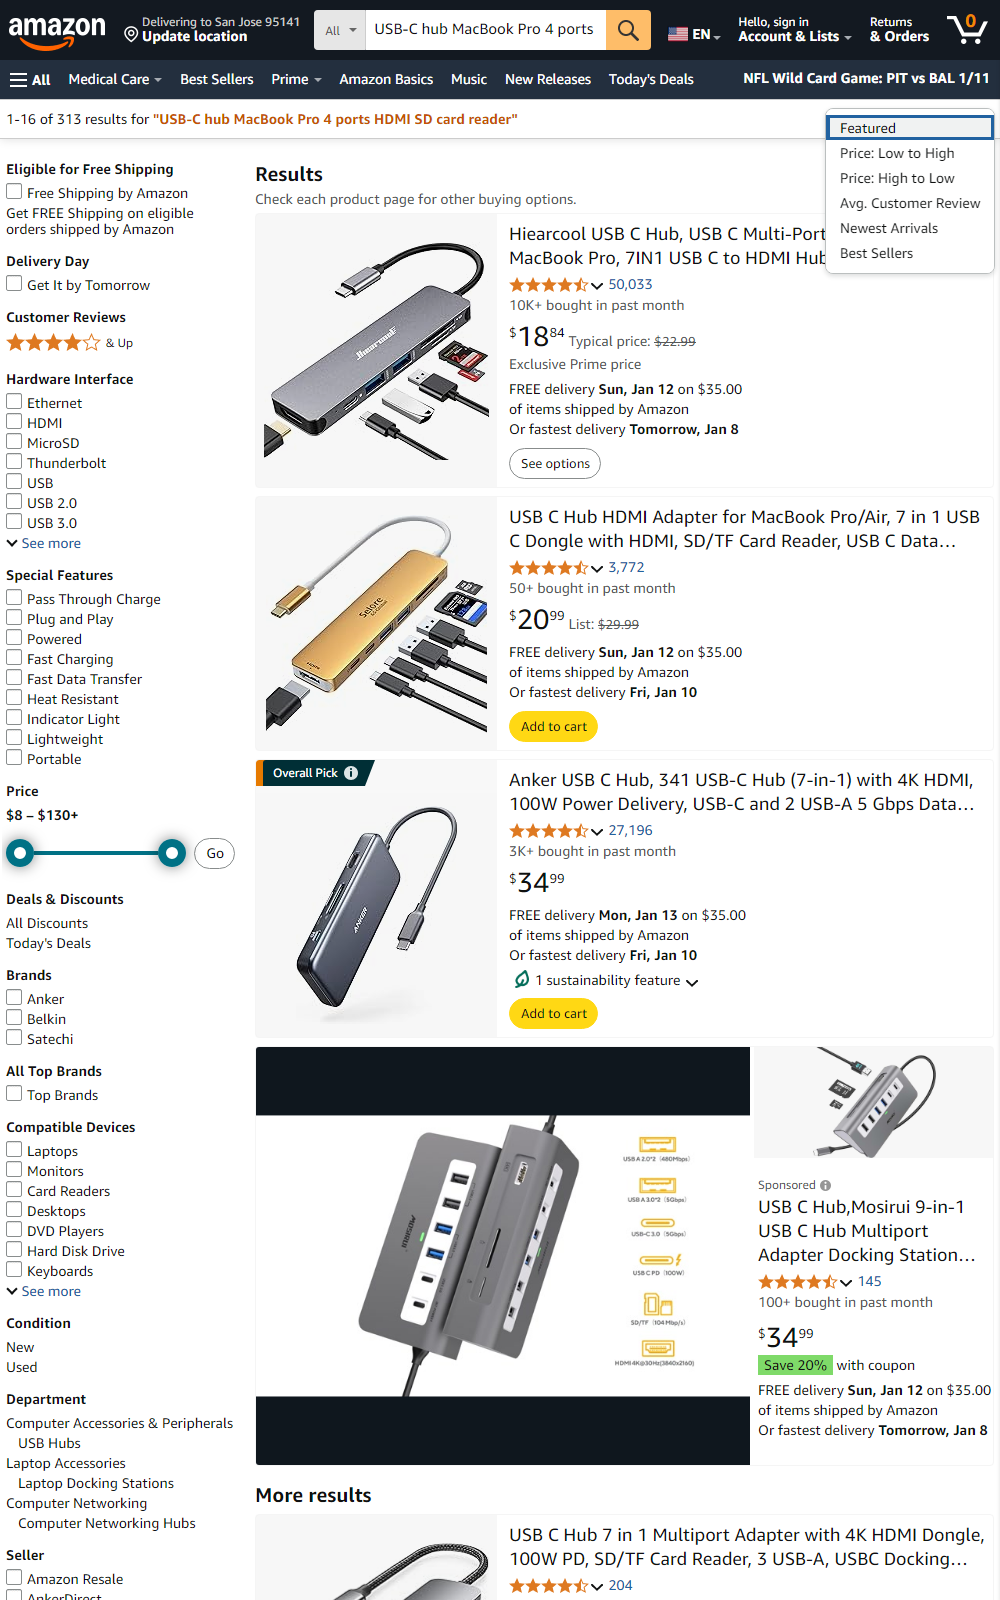 amazon
Delivering to San Jose 95141
Update location
All
USB-C hub MacBook Pro 4 ports
EN
Hello, sign in
Account & Lists
Returns
& Orders
0
All
Medical Care
Best Sellers
Prime
Amazon Basics
Music
New Releases
Today's Deals
NFL Wild Card Game: PIT vs BAL 1/11
1-16 of 313 results for "USB-C hub MacBook Pro 4 ports HDMI SD card reader"
Featured
Price: Low to High
Price: High to Low
Avg. Customer Review
Newest Arrivals
Best Sellers
Eligible for Free Shipping
Free Shipping by Amazon
Get FREE Shipping on eligible
orders shipped by Amazon
Delivery Day
Get It by Tomorrow
Customer Reviews
& Up
Hardware Interface
Ethernet
HDMI
MicroSD
Thunderbolt
USB
USB 2.0
USB 3.0
See more
Special Features
Pass Through Charge
Plug and Play
Powered
Fast Charging
Fast Data Transfer
Heat Resistant
Indicator Light
Lightweight
Portable
Price
$8 – $130+
Go
Deals & Discounts
All Discounts
Today's Deals
Brands
Anker
Belkin
Satechi
All Top Brands
Top Brands
Compatible Devices
Laptops
Monitors
Card Readers
Desktops
DVD Players
Hard Disk Drive
Keyboards
See more
Condition
New
Used
Department
Computer Accessories & Peripherals
USB Hubs
Laptop Accessories
Laptop Docking Stations
Computer Networking
Computer Networking Hubs
Seller
Amazon Resale
AnkerDirect
Results
Check each product page for other buying options.
Hiearcool
Hiearcool USB C Hub, USB C Multi-Port
MacBook Pro, 7IN1 USB C to HDMI Hub
50,033
10K+ bought in past month
$18 84 Typical price: $22.99
Exclusive Prime price
FREE delivery Sun, Jan 12 on $35.00
of items shipped by Amazon
Or fastest delivery Tomorrow, Jan 8
See options
Selore
USB C Hub HDMI Adapter for MacBook Pro/Air, 7 in 1 USB
C Dongle with HDMI, SD/TF Card Reader, USB C Data…
3,772
50+ bought in past month
$20 99 List: $29.99
FREE delivery Sun, Jan 12 on $35.00
of items shipped by Amazon
Or fastest delivery Fri, Jan 10
Add to cart
Overall Pick
ANKER
Anker USB C Hub, 341 USB-C Hub (7-in-1) with 4K HDMI,
100W Power Delivery, USB-C and 2 USB-A 5 Gbps Data…
27,196
3K+ bought in past month
$34 99
FREE delivery Mon, Jan 13 on $35.00
of items shipped by Amazon
Or fastest delivery Fri, Jan 10
1 sustainability feature
Add to cart
MOSIRUI
USB A 2.0*2 (480Mbps)
USB A 3.0*2 (5Gbps)
USB-C 3.0 (5Gbps)
USB C PD (100W)
SD/TF (104 Mb/s)
HDMI 4K@30Hz(3840x2160)
Sponsored
USB C Hub,Mosirui 9-in-1
USB C Hub Multiport
Adapter Docking Station…
145
100+ bought in past month
$34 99
Save 20% with coupon
FREE delivery Sun, Jan 12 on $35.00
of items shipped by Amazon
Or fastest delivery Tomorrow, Jan 8
More results
USB C Hub 7 in 1 Multiport Adapter with 4K HDMI Dongle,
100W PD, SD/TF Card Reader, 3 USB-A, USBC Docking…
204